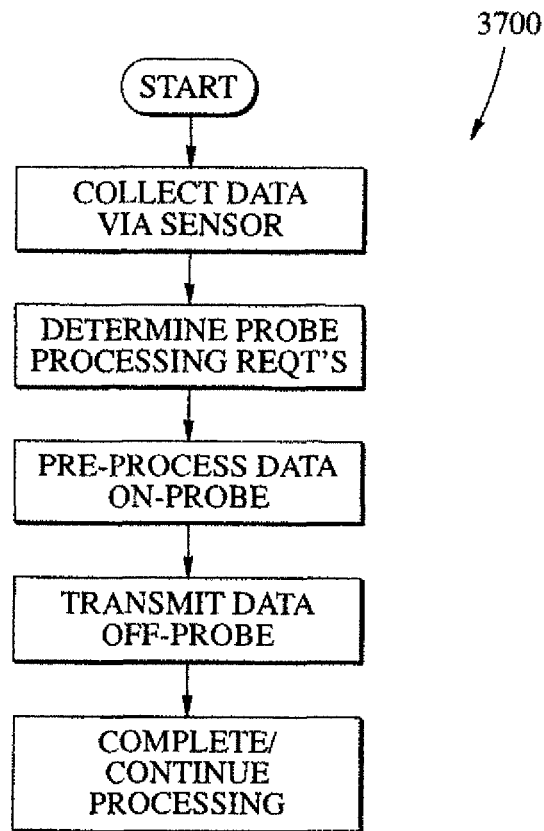 3700
START
COLLECT DATA
VIA SENSOR
DETERMINE PROBE
PROCESSING REQT'S
PRE-PROCESS DATA
ON-PROBE
TRANSMIT DATA
OFF-PROBE
COMPLETE/
CONTINUE
PROCESSING